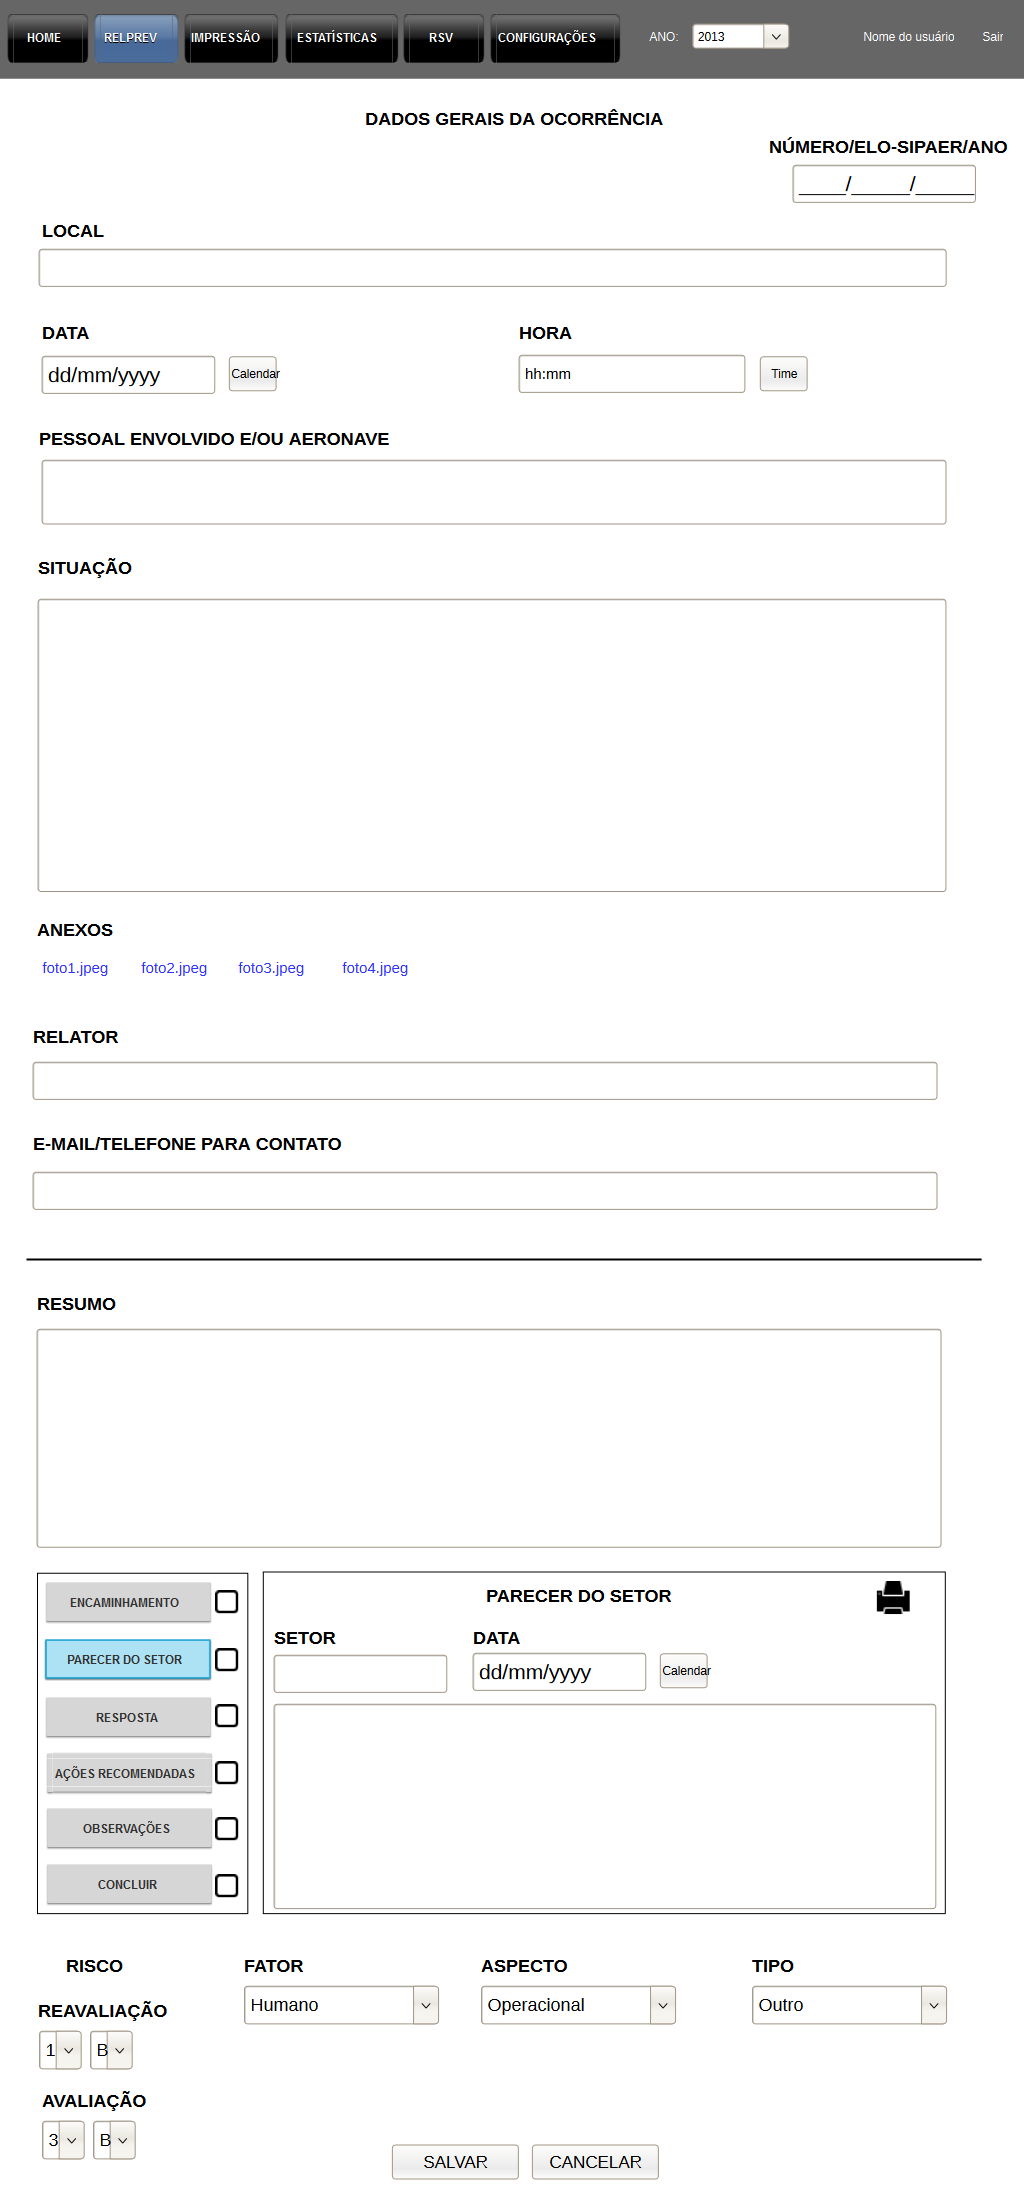 HOME RELPREV IMPRESSÃO ESTATÍSTICAS RSV CONFIGURAÇÕES ANO: 2013 Nome do usuário Sair
DADOS GERAIS DA OCORRÊNCIA
NÚMERO/ELO-SIPAER/ANO
____/_____/_____
LOCAL
DATA HORA
dd/mm/yyyy Calendar hh:mm Time
PESSOAL ENVOLVIDO E/OU AERONAVE
SITUAÇÃO
ANEXOS
foto1.jpeg foto2.jpeg foto3.jpeg foto4.jpeg
RELATOR
E-MAIL/TELEFONE PARA CONTATO
RESUMO
ENCAMINHAMENTO
PARECER DO SETOR
RESPOSTA
AÇÕES RECOMENDADAS
OBSERVAÇÕES
CONCLUIR
PARECER DO SETOR
SETOR DATA
dd/mm/yyyy Calendar
RISCO FATOR ASPECTO TIPO
Humano Operacional Outro
REAVALIAÇÃO
1 B
AVALIAÇÃO
3 B
SALVAR CANCELAR